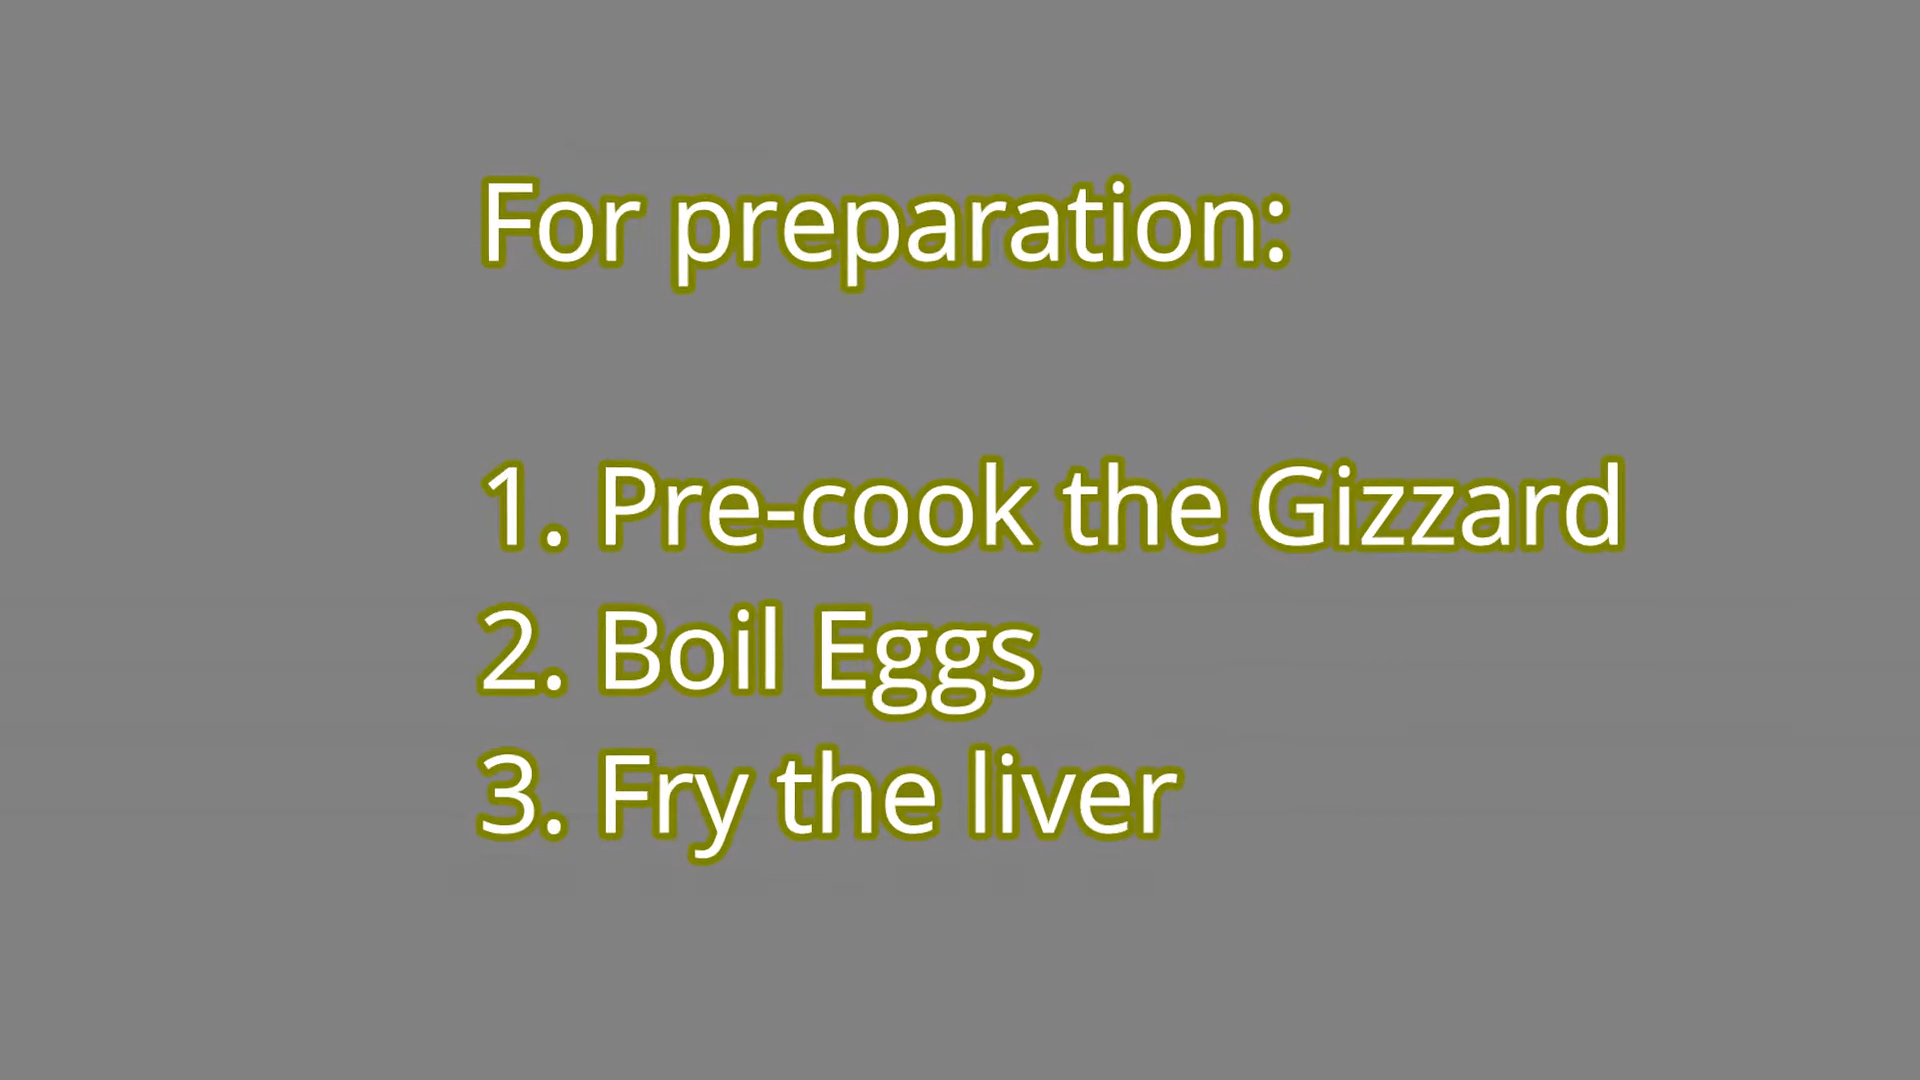 For preparation:
1. Pre-cook the Gizzard
2. Boil Eggs
3. Fry the liver